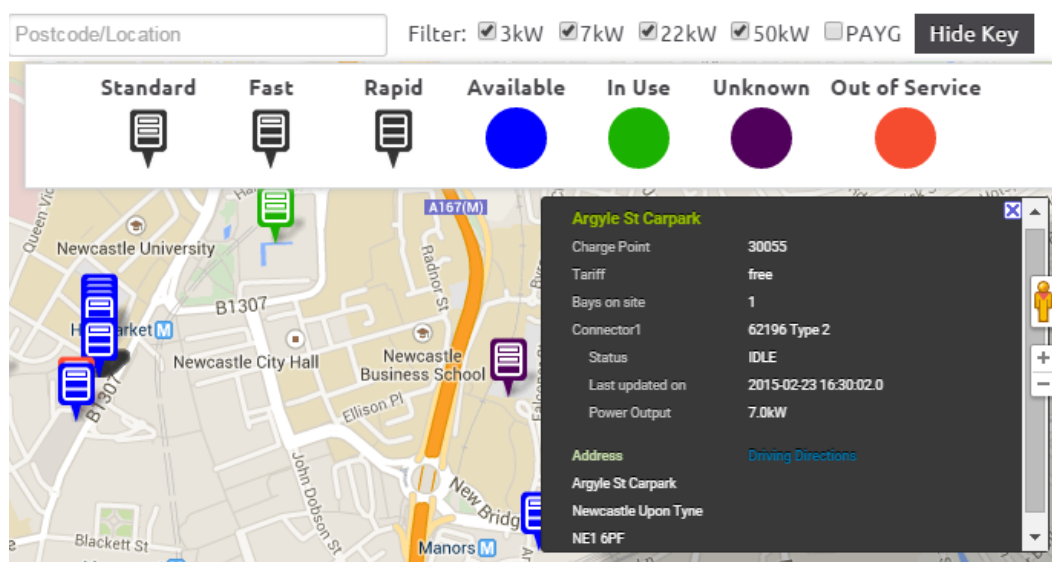 Postcode/Location
Filter: 3kW 7kW 22kW 50kW PAYG Hide Key
Standard Fast Rapid Available In Use Unknown Out of Service
Queen Vic
A167(M)
Argyle St Carpark
Newcastle University
Charge Point 30055
Radnor St
Tariff free
B1307
Bays on site 1
Connector1 62196 Type 2
Newcastle City Hall
Newcastle
Business School
Status IDLE
Last updated on 2015-02-23 16:30:02.0
B1307
Ellison Pl
Power Output 7.0kW
John Dobson St
Address Driving Directions
Argyle St Carpark
New Bridg
Newcastle Upon Tyne
Blackett St
Manors M
NE1 6PF